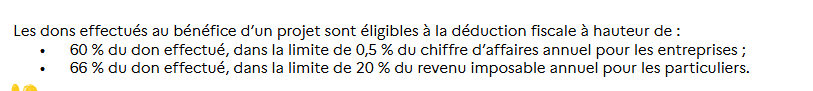 Les dons effectués au bénéfice d’un projet sont éligibles à la déduction fiscale à hauteur de :
• 60 % du don effectué, dans la limite de 0,5 % du chiffre d’affaires annuel pour les entreprises ;
• 66 % du don effectué, dans la limite de 20 % du revenu imposable annuel pour les particuliers.